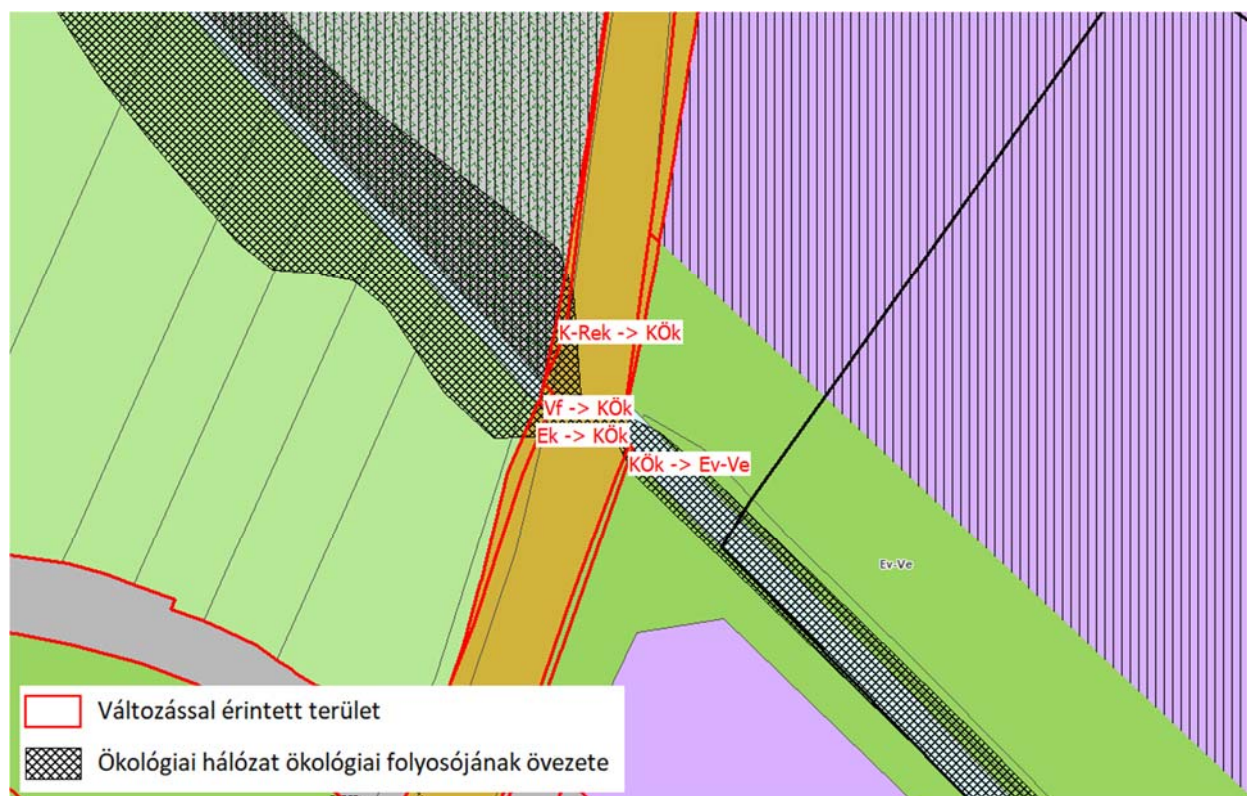 K-Rek -> KÖk
Vf -> KÖk
Ek -> KÖk
KÖk -> Ev-Ve
Ev-Ve
Változással érintett terület
Ökológiai hálózat ökológiai folyosójának övezete